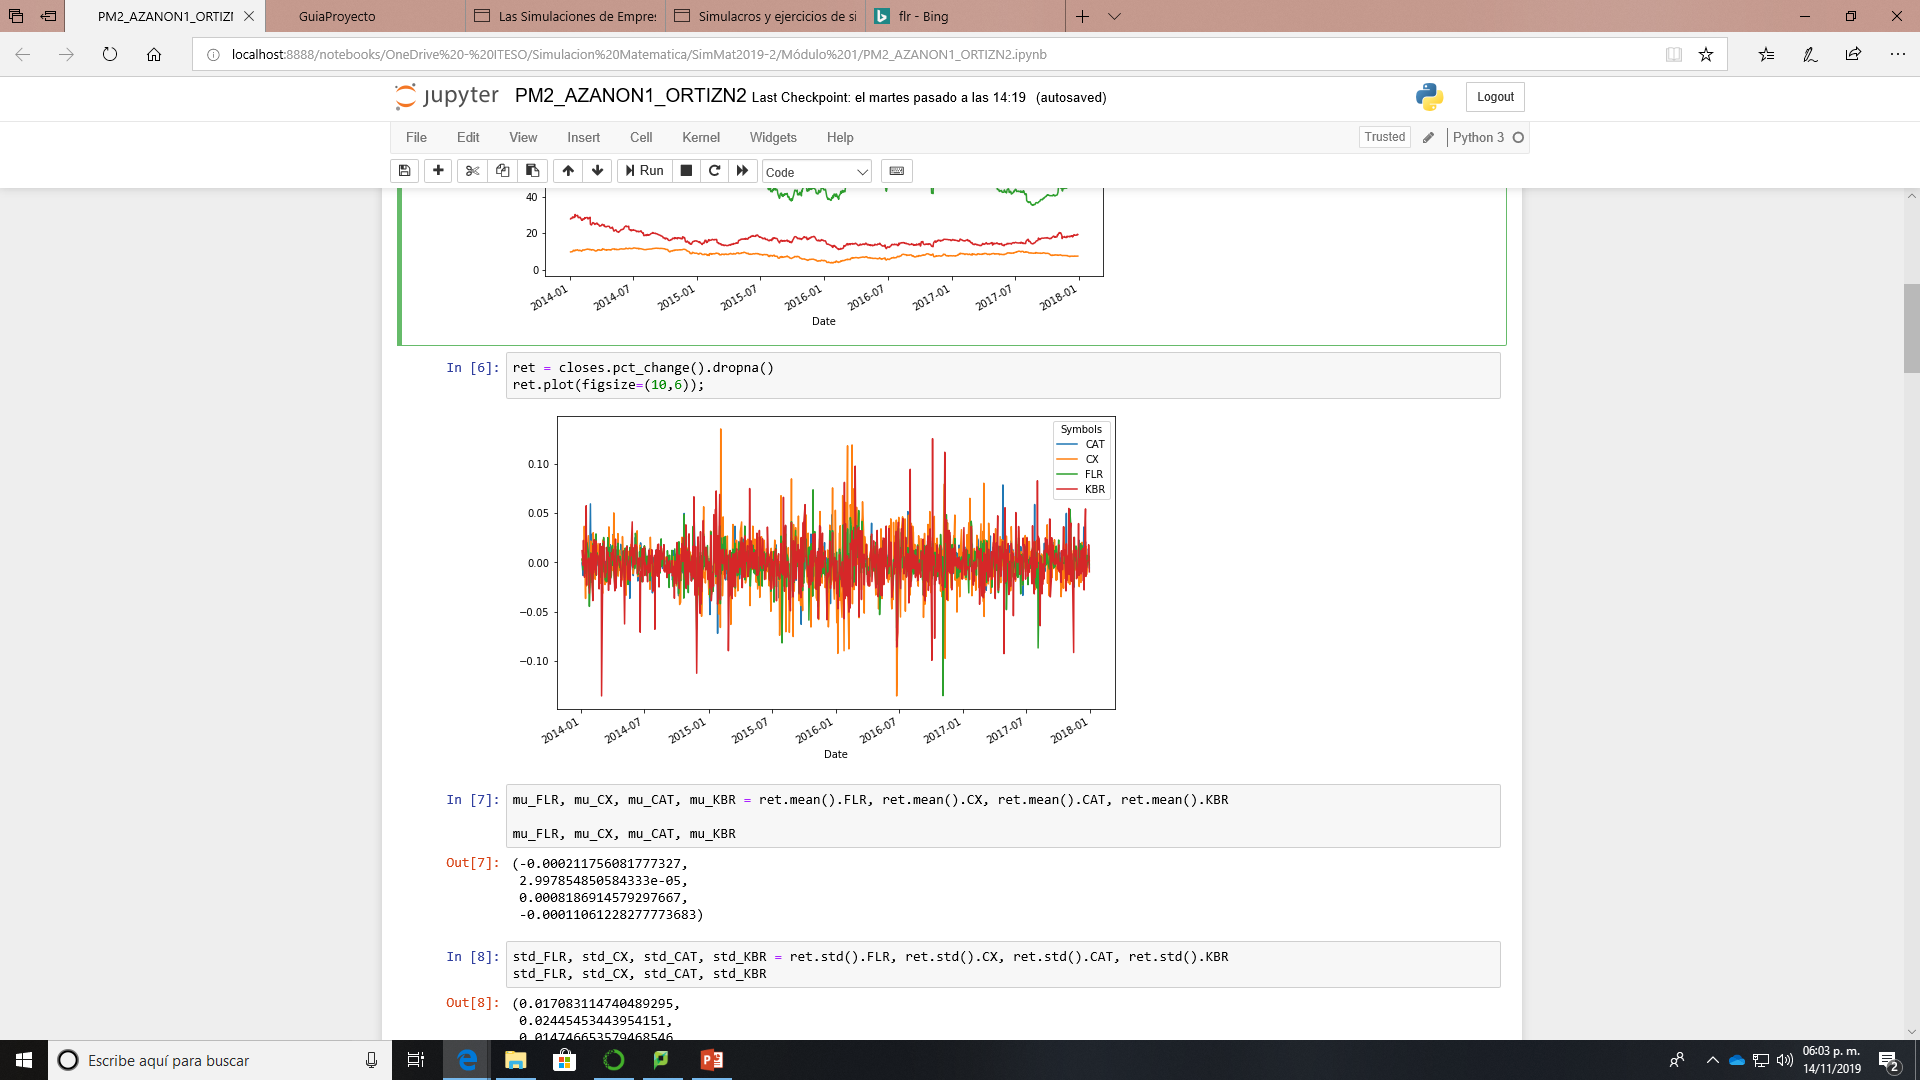 PM2_AZANON1_ORTIZI
GuiaProyecto
Las Simulaciones de Empres
Simulacros y ejercicios de si
flr - Bing
localhost:8888/notebooks/OneDrive%20-%20ITESO/Simulacion%20Matematica/SimMat2019-2/Módulo%201/PM2_AZANON1_ORTIZN2.ipynb
jupyter PM2_AZANON1_ORTIZN2 Last Checkpoint: el martes pasado a las 14:19 (autosaved)
Logout
File Edit View Insert Cell Kernel Widgets Help
Trusted
Python 3
Run
Code
40
20
0
2014-01 2014-07 2015-01 2015-07 2016-01 2016-07 2017-01 2017-07 2018-01
Date
In [6]: ret = closes.pct_change().dropna()
ret.plot(figsize=(10,6));
Symbols
CAT
CX
FLR
KBR
0.10
0.05
0.00
−0.05
−0.10
2014-01 2014-07 2015-01 2015-07 2016-01 2016-07 2017-01 2017-07 2018-01
Date
In [7]: mu_FLR, mu_CX, mu_CAT, mu_KBR = ret.mean().FLR, ret.mean().CX, ret.mean().CAT, ret.mean().KBR
mu_FLR, mu_CX, mu_CAT, mu_KBR
Out[7]: (-0.000211756081777327,
2.997854850584333e-05,
0.0008186914579297667,
-0.00011061228277773683)
In [8]: std_FLR, std_CX, std_CAT, std_KBR = ret.std().FLR, ret.std().CX, ret.std().CAT, ret.std().KBR
std_FLR, std_CX, std_CAT, std_KBR
Out[8]: (0.017083114740489295,
0.02445453443954151,
0.014746653579468546
Escribe aquí para buscar
06:03 p. m.
14/11/2019
2